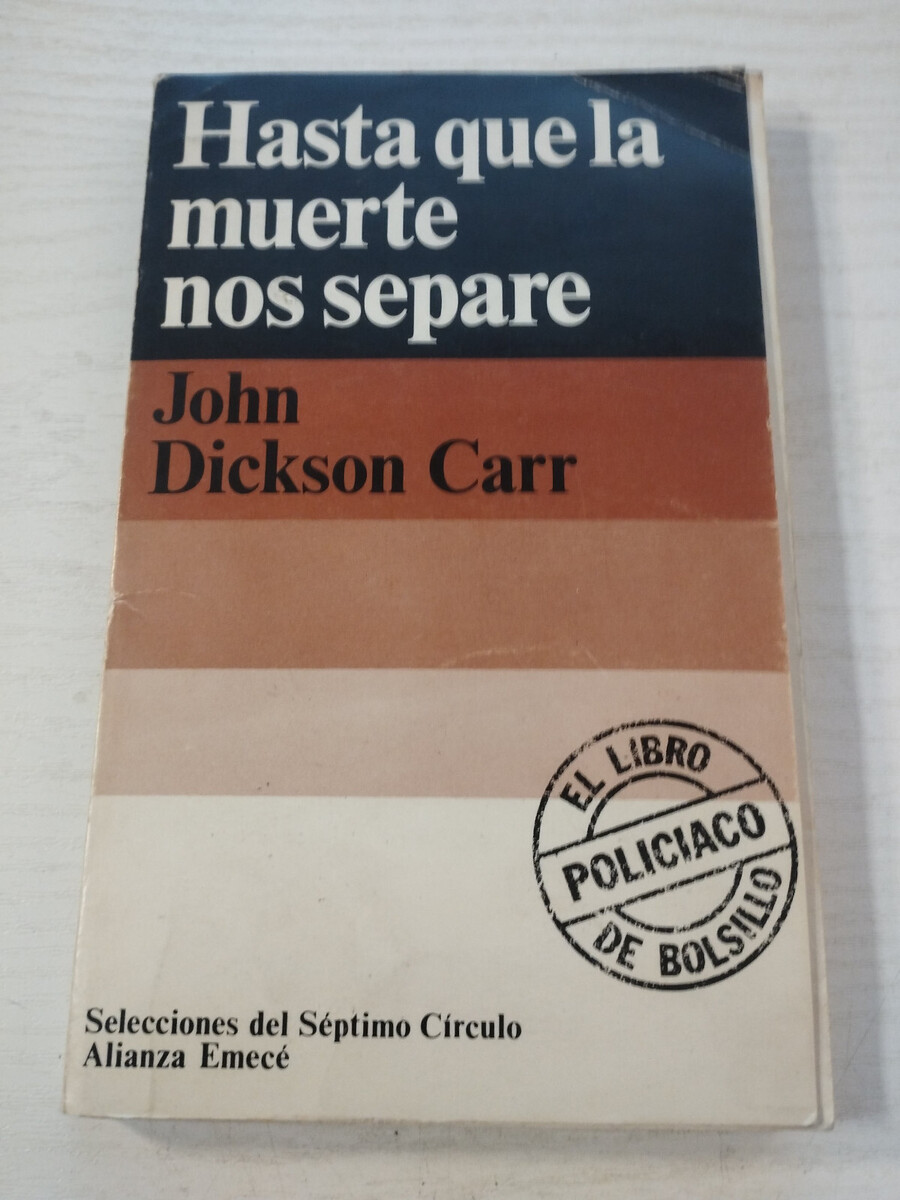 Hasta que la
muerte
nos separe
John
Dickson Carr
EL LIBRO
POLICIACO
DE BOLSILLO
Selecciones del Séptimo Círculo
Alianza Emecé